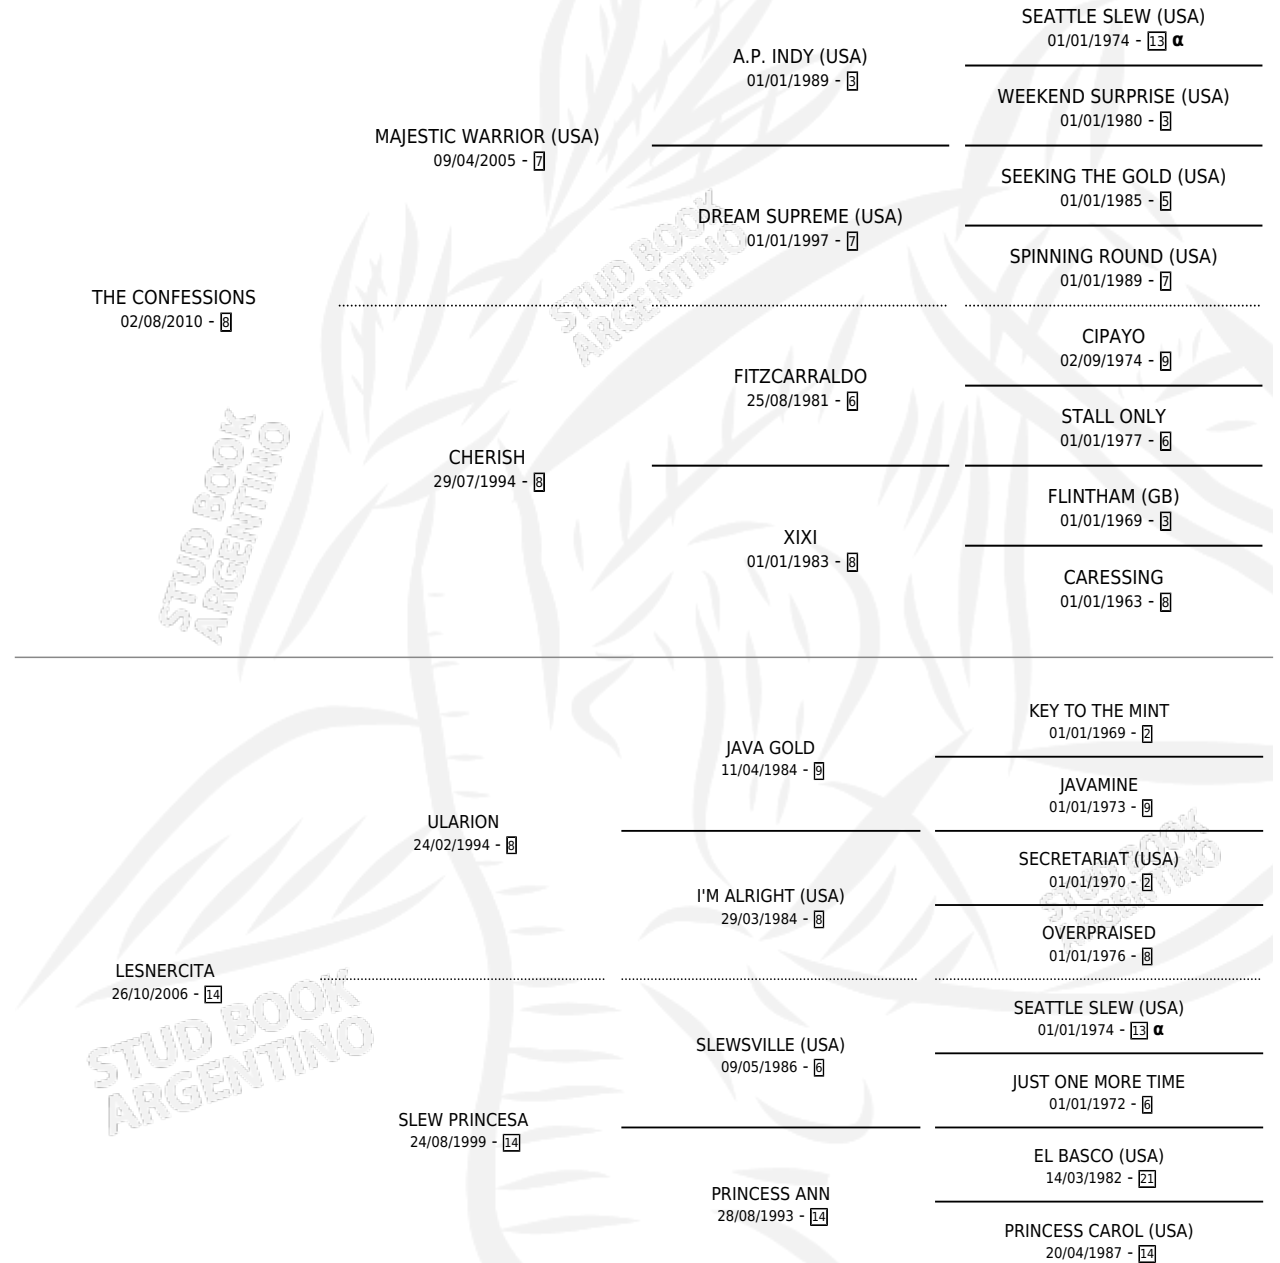 SEATTLE SLEW (USA)
01/01/1974 - 13 α
A.P. INDY (USA)
01/01/1989 - 3
WEEKEND SURPRISE (USA)
01/01/1980 - 3
MAJESTIC WARRIOR (USA)
09/04/2005 - 7
SEEKING THE GOLD (USA)
01/01/1985 - 5
DREAM SUPREME (USA)
01/01/1997 - 7
SPINNING ROUND (USA)
01/01/1989 - 7
THE CONFESSIONS
02/08/2010 - 8
CIPAYO
02/09/1974 - 9
FITZCARRALDO
25/08/1981 - 6
STALL ONLY
01/01/1977 - 6
CHERISH
29/07/1994 - 8
FLINTHAM (GB)
01/01/1969 - 3
XIXI
01/01/1983 - 8
CARESSING
01/01/1963 - 8
STUD BOOK
ARGENTINO
STUD BOOK
ARGENTINO
KEY TO THE MINT
01/01/1969 - 2
JAVA GOLD
11/04/1984 - 9
JAVAMINE
01/01/1973 - 9
ULARION
24/02/1994 - 8
SECRETARIAT (USA)
01/01/1970 - 2
I'M ALRIGHT (USA)
29/03/1984 - 8
OVERPRAISED
01/01/1976 - 8
LESNERCITA
26/10/2006 - 14
SEATTLE SLEW (USA)
01/01/1974 - 13 α
SLEWSVILLE (USA)
09/05/1986 - 6
JUST ONE MORE TIME
01/01/1972 - 6
SLEW PRINCESA
24/08/1999 - 14
EL BASCO (USA)
14/03/1982 - 21
PRINCESS ANN
28/08/1993 - 14
PRINCESS CAROL (USA)
20/04/1987 - 14
STUD BOOK
ARGENTINO
STUD BOOK
ARGENTINO